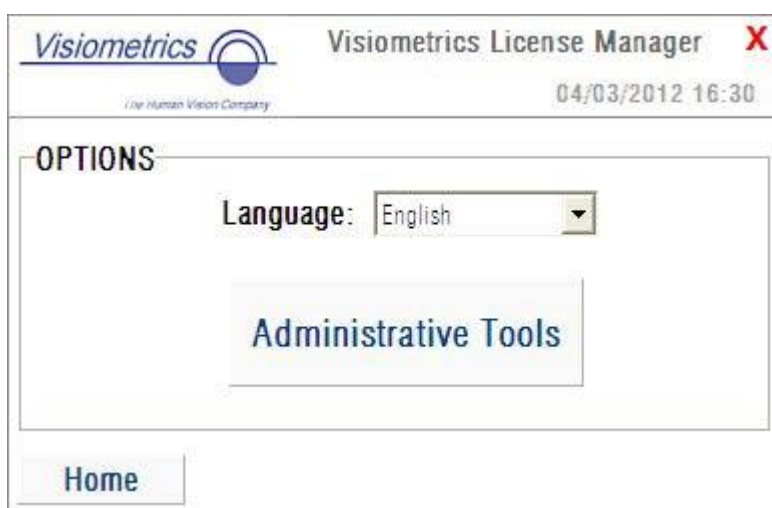 Visiometrics
The Human Vision Company
Visiometrics License Manager X
04/03/2012 16:30
OPTIONS
Language: English
Administrative Tools
Home